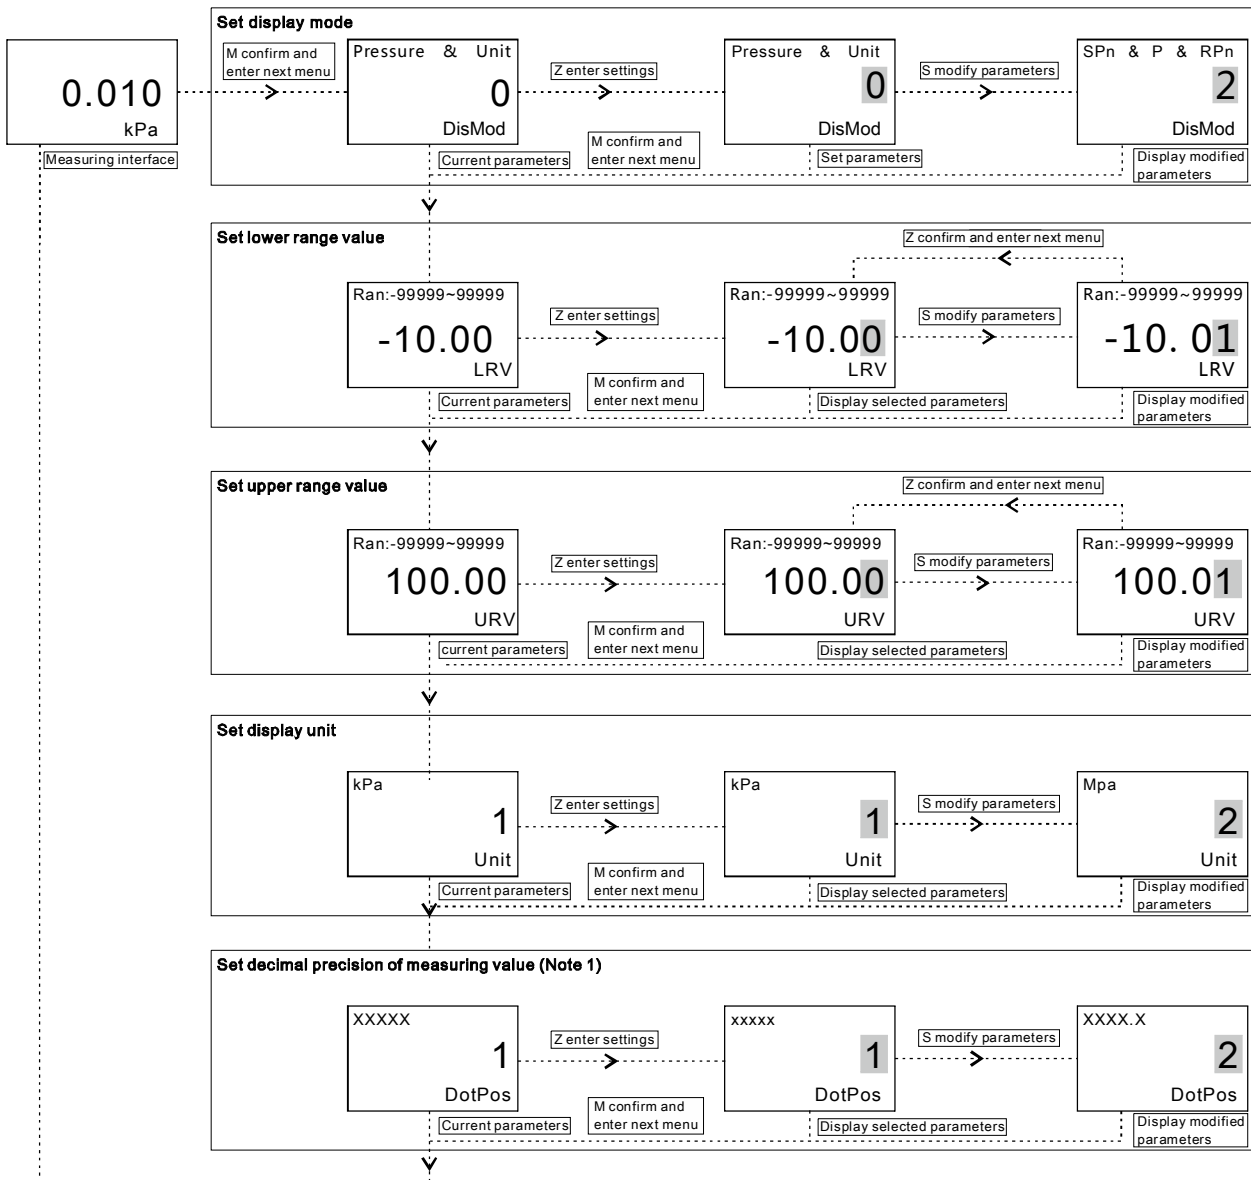 Set display mode
0.010
kPa
Measuring interface
M confirm and
enter next menu
Pressure & Unit
0
DisMod
Current parameters
Z enter settings
M confirm and
enter next menu
Pressure & Unit
0
DisMod
Set parameters
S modify parameters
SPn & P & RPn
2
DisMod
Display modified
parameters
Set lower range value
Z confirm and enter next menu
Ran:-99999~99999
-10.00
LRV
Current parameters
Z enter settings
M confirm and
enter next menu
Ran:-99999~99999
-10.00
LRV
Display selected parameters
S modify parameters
Ran:-99999~99999
-10. 01
LRV
Display modified
parameters
Set upper range value
Z confirm and enter next menu
Ran:-99999~99999
100.00
URV
current parameters
Z enter settings
M confirm and
enter next menu
Ran:-99999~99999
100.00
URV
Display selected parameters
S modify parameters
Ran:-99999~99999
100.01
URV
Display modified
parameters
Set display unit
kPa
1
Unit
Current parameters
Z enter settings
M confirm and
enter next menu
kPa
1
Unit
Display selected parameters
S modify parameters
Mpa
2
Unit
Display modified
parameters
Set decimal precision of measuring value (Note 1)
XXXXX
1
DotPos
Current parameters
Z enter settings
M confirm and
enter next menu
xxxxx
1
DotPos
Display selected parameters
S modify parameters
XXXX.X
2
DotPos
Display modified
parameters